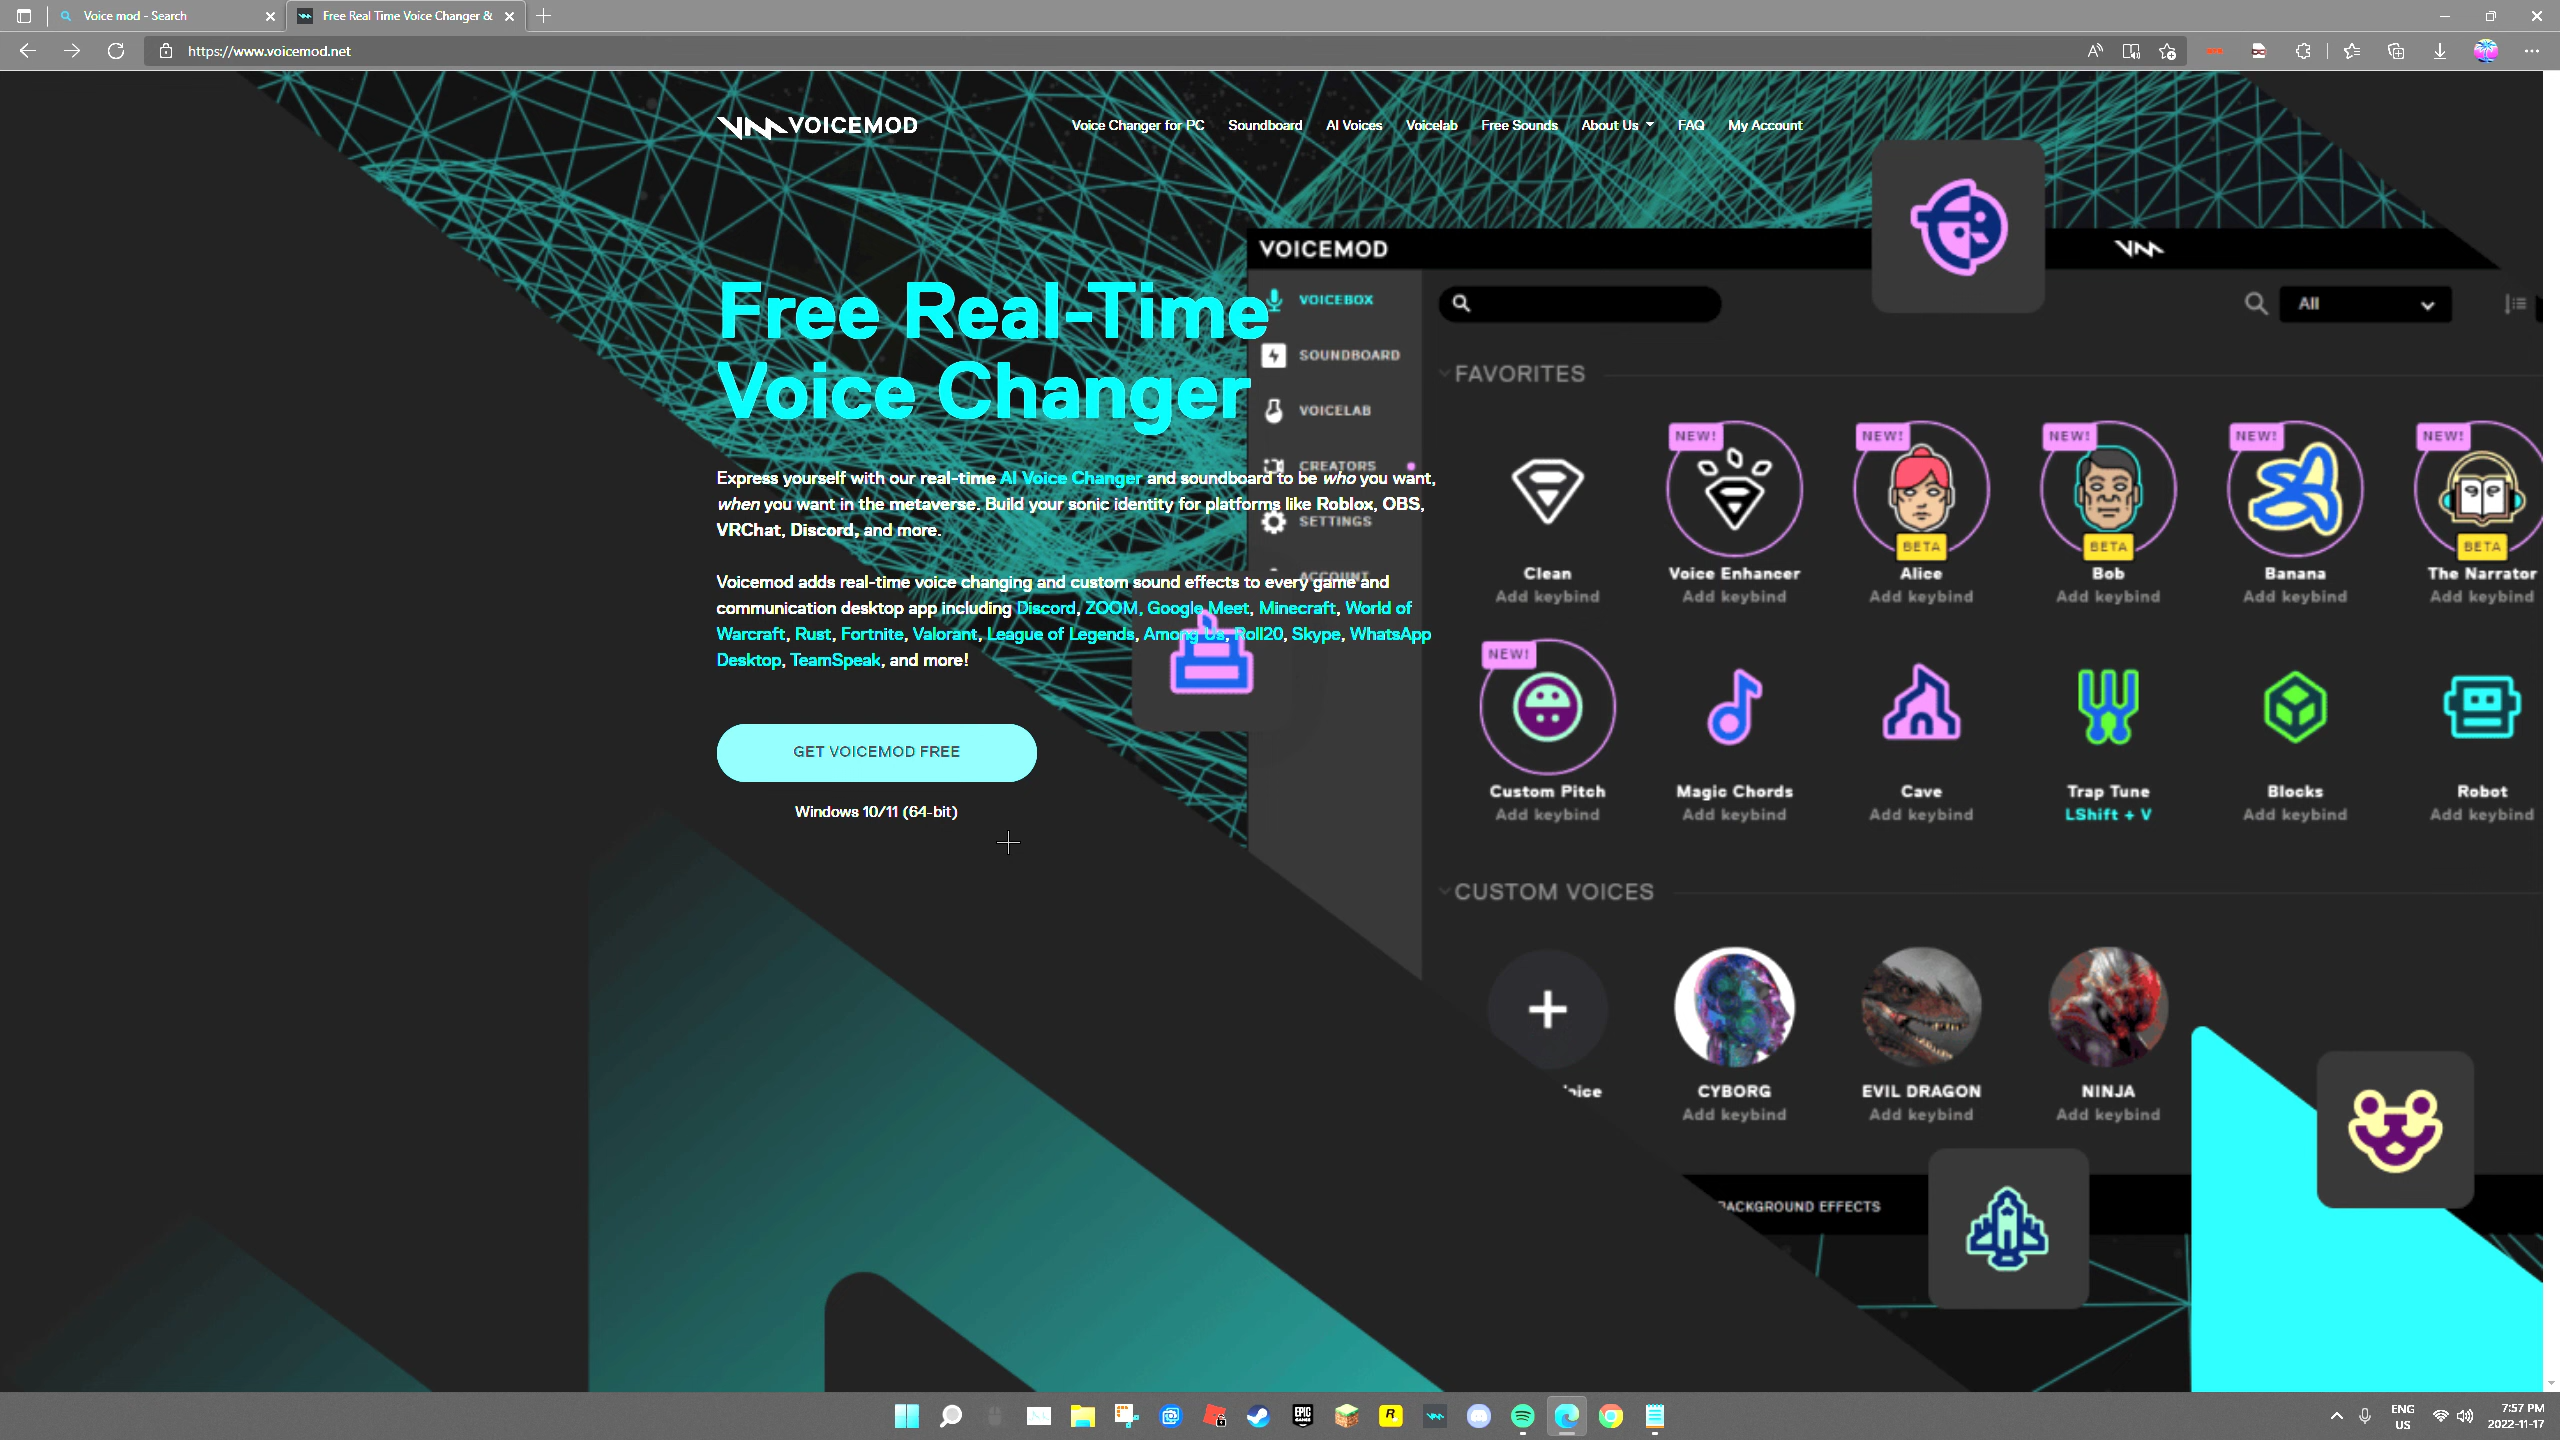 Voice mod - Search
Free Real Time Voice Changer &
https://www.voicemod.net
VOICEMOD
Voice Changer for PC
Soundboard
AI Voices
Voicelab
Free Sounds
About Us
FAQ
My Account
Free Real-Time
Voice Changer
Express yourself with our real-time AI Voice Changer and soundboard to be who you want,
when you want in the metaverse. Build your sonic identity for platforms like Roblox, OBS,
VRChat, Discord, and more.
Voicemod adds real-time voice changing and custom sound effects to every game and
communication desktop app including Discord, ZOOM, Google Meet, Minecraft, World of
Warcraft, Rust, Fortnite, Valorant, League of Legends, Among Us, Roll20, Skype, WhatsApp
Desktop, TeamSpeak, and more!
GET VOICEMOD FREE
Windows 10/11 (64-bit)
VOICEMOD
VOICEBOX
SOUNDBOARD
VOICELAB
CREATORS
SETTINGS
ACCOUNT
All
FAVORITES
NEW!
NEW!
NEW!
NEW!
NEW!
BETA
BETA
BETA
Clean
Voice Enhancer
Alice
Bob
Banana
The Narrator
Add keybind
Add keybind
Add keybind
Add keybind
Add keybind
Add keybind
NEW!
Custom Pitch
Magic Chords
Cave
Trap Tune
Blocks
Robot
Add keybind
Add keybind
Add keybind
LShift + V
Add keybind
Add keybind
CUSTOM VOICES
oice
CYBORG
EVIL DRAGON
NINJA
Add keybind
Add keybind
Add keybind
BACKGROUND EFFECTS
EPIC
GAMES
R
ENG
US
7:57 PM
2022-11-17